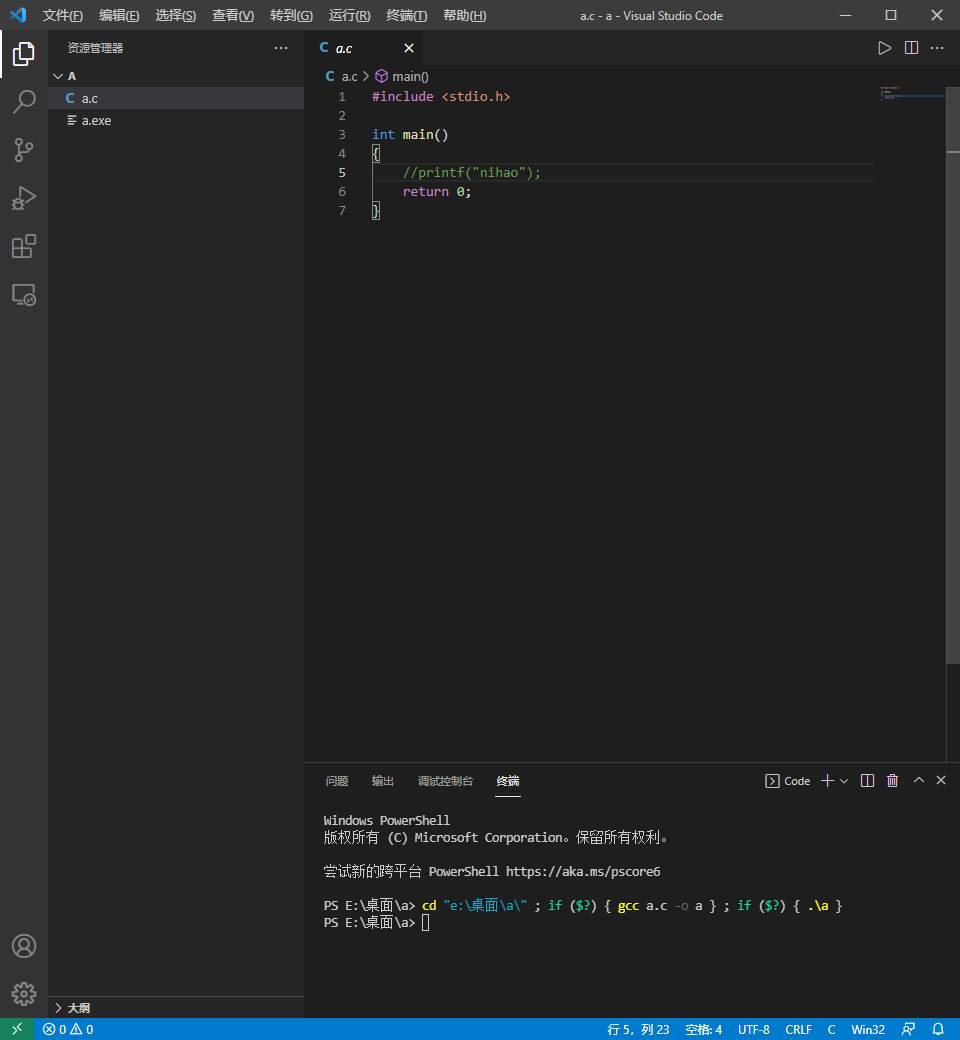 文件(F) 编辑(E) 选择(S) 查看(V) 转到(G) 运行(R) 终端(T) 帮助(H) a.c - a - Visual Studio Code
资源管理器
A
C a.c
a.exe
大纲
C a.c
C a.c > main()
1 #include <stdio.h>
2
3 int main()
4 {
5 //printf("nihao");
6 return 0;
7 }
问题 输出 调试控制台 终端 Code
Windows PowerShell
版权所有 (C) Microsoft Corporation。保留所有权利。
尝试新的跨平台 PowerShell https://aka.ms/pscore6
PS E:\桌面\a> cd "e:\桌面\a\" ; if ($?) { gcc a.c -o a } ; if ($?) { .\a }
PS E:\桌面\a>
0 0 行 5, 列 23 空格: 4 UTF-8 CRLF C Win32